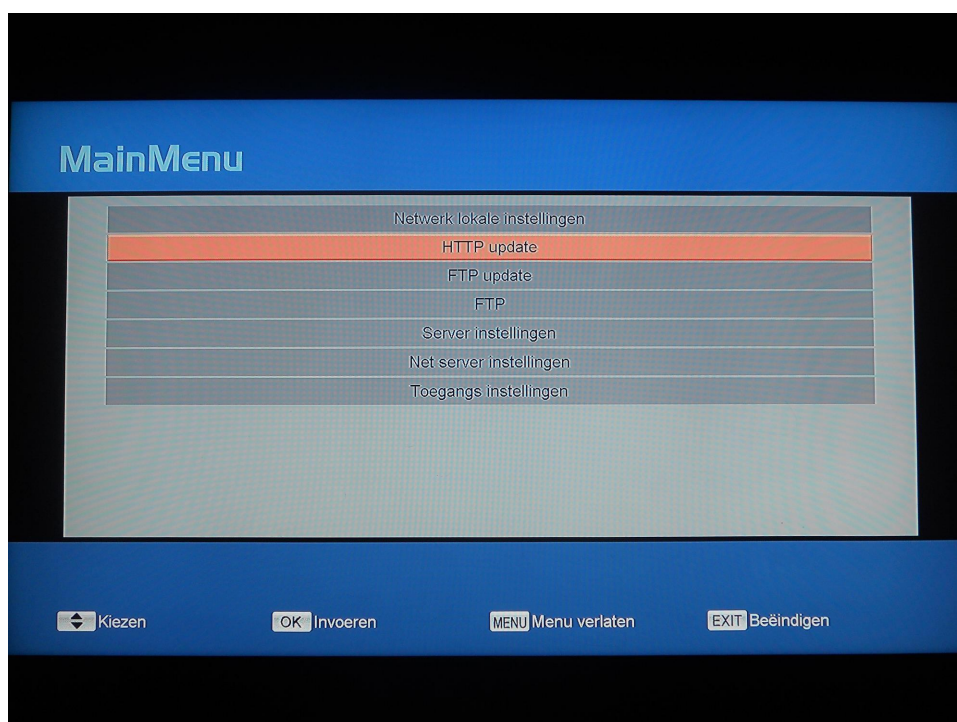 MainMenu
Netwerk lokale instellingen
HTTP update
FTP update
FTP
Server instellingen
Net server instellingen
Toegangs instellingen
Kiezen OK Invoeren MENU Menu verlaten EXIT Beëindigen